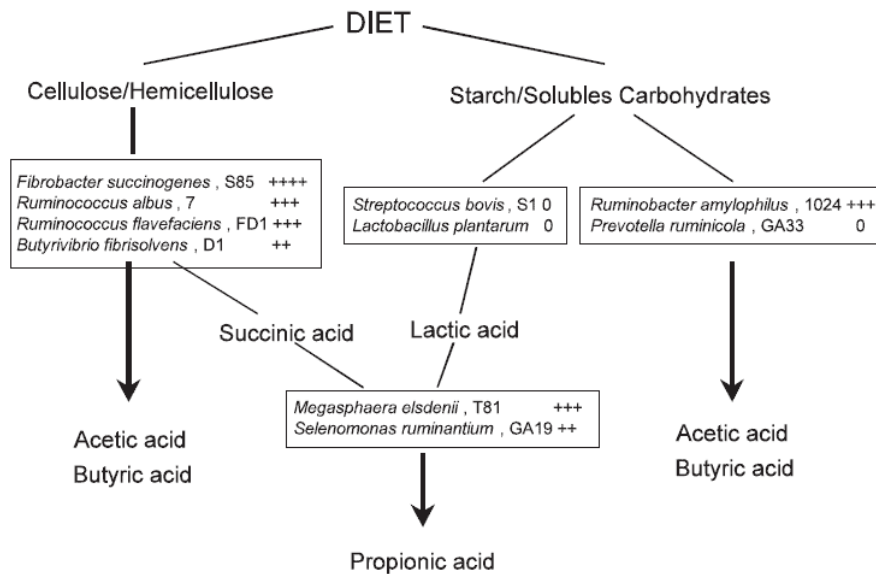 DIET
Cellulose/Hemicellulose
Starch/Solubles Carbohydrates
Fibrobacter succinogenes , S85 ++++
Ruminococcus albus , 7 +++
Ruminococcus flavefaciens , FD1 +++
Butyrivibrio fibrisolvens , D1 ++
Streptococcus bovis , S1 0
Lactobacillus plantarum 0
Ruminobacter amylophilus , 1024 +++
Prevotella ruminicola , GA33 0
Succinic acid
Lactic acid
Megasphaera elsdenii , T81 +++
Selenomonas ruminantium , GA19 ++
Acetic acid
Butyric acid
Acetic acid
Butyric acid
Propionic acid